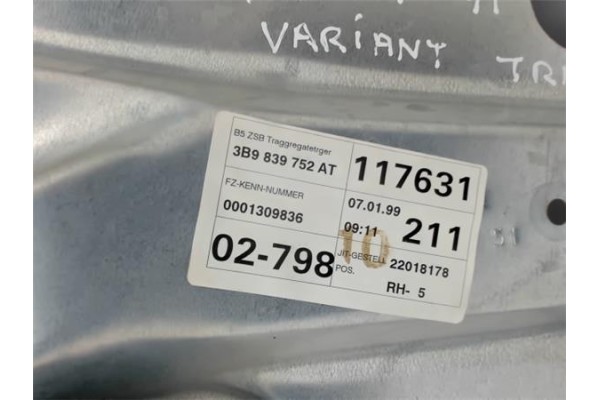 VARIANT
B5 ZSB Traggregatetrger
3B9 839 752 AT
117631
FZ-KENN-NUMMER
0001309836
07.01.99
09:11
211
02-798
10
JIT-GESTELL
22018178
POS.
RH- 5